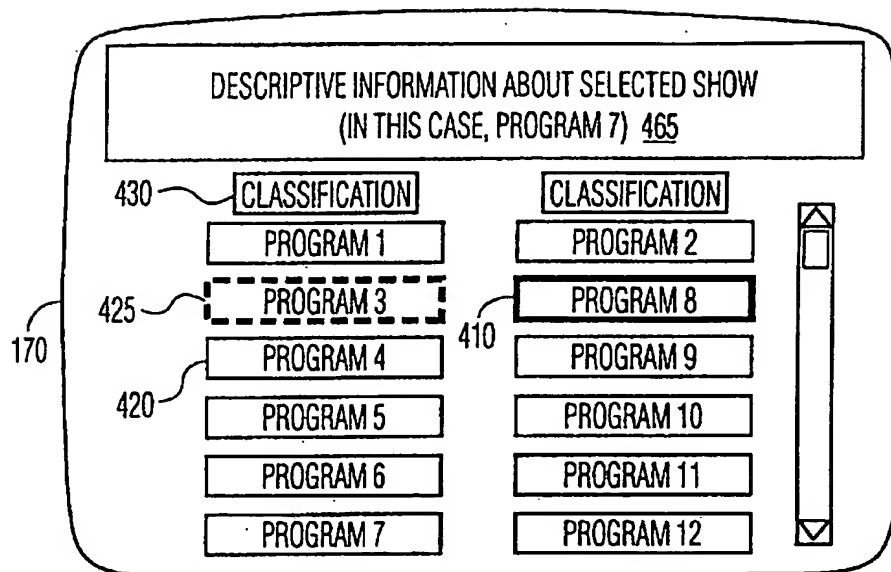 DESCRIPTIVE INFORMATION ABOUT SELECTED SHOW
(IN THIS CASE, PROGRAM 7) 465
430 CLASSIFICATION CLASSIFICATION
PROGRAM 1 PROGRAM 2
425 PROGRAM 3 410 PROGRAM 8
170
420 PROGRAM 4 PROGRAM 9
PROGRAM 5 PROGRAM 10
PROGRAM 6 PROGRAM 11
PROGRAM 7 PROGRAM 12